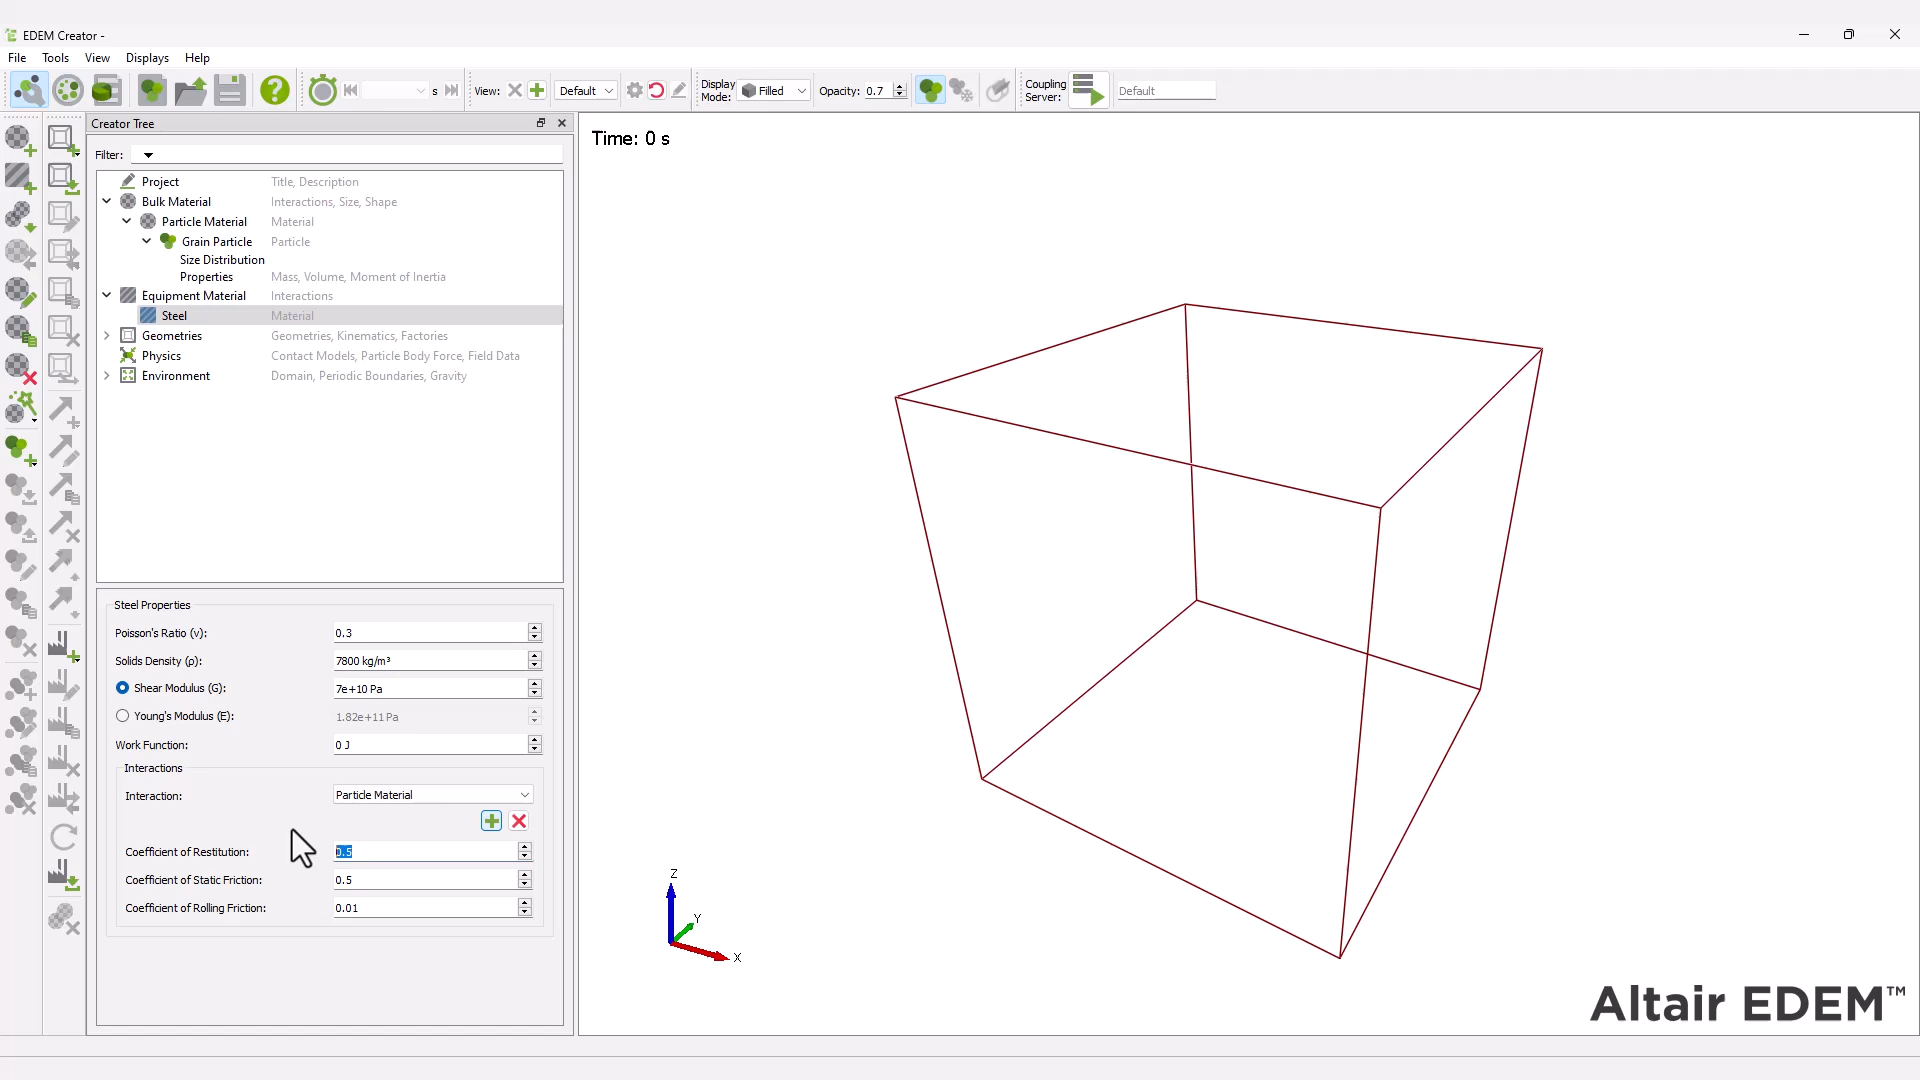 EDEM Creator -
File Tools View Displays Help
s View: Default Display Mode: Filled Opacity: 0.7 Coupling Server: Default
Creator Tree
Time: 0 s
Filter:
Project Title, Description
Bulk Material Interactions, Size, Shape
Particle Material Material
Grain Particle Particle
Size Distribution
Properties Mass, Volume, Moment of Inertia
Equipment Material Interactions
Steel Material
Geometries Geometries, Kinematics, Factories
Physics Contact Models, Particle Body Force, Field Data
Environment Domain, Periodic Boundaries, Gravity
Steel Properties
Poisson's Ratio (ν): 0.3
Solids Density (ρ): 7800 kg/m³
Shear Modulus (G): 7e+10 Pa
Young's Modulus (E): 1.82e+11 Pa
Work Function: 0 J
Interactions
Interaction: Particle Material
Coefficient of Restitution: 0.5
Coefficient of Static Friction: 0.5
Coefficient of Rolling Friction: 0.01
Z
Y
X
Altair EDEM™